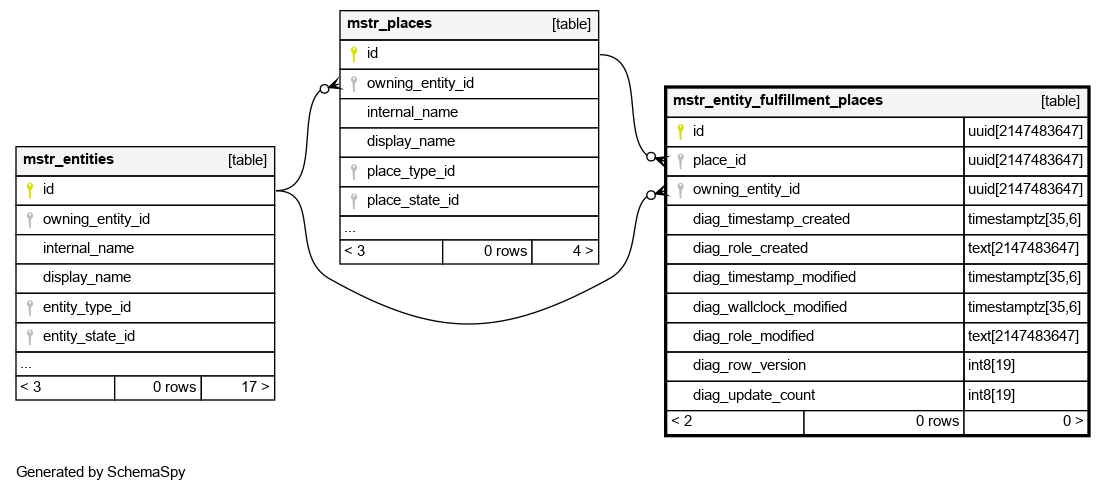 mstr_places [table]
id
owning_entity_id
internal_name
display_name
place_type_id
place_state_id
...
< 3 0 rows 4 >
mstr_entities [table]
id
owning_entity_id
internal_name
display_name
entity_type_id
entity_state_id
...
< 3 0 rows 17 >
mstr_entity_fulfillment_places [table]
id uuid[2147483647]
place_id uuid[2147483647]
owning_entity_id uuid[2147483647]
diag_timestamp_created timestamptz[35,6]
diag_role_created text[2147483647]
diag_timestamp_modified timestamptz[35,6]
diag_wallclock_modified timestamptz[35,6]
diag_role_modified text[2147483647]
diag_row_version int8[19]
diag_update_count int8[19]
< 2 0 rows 0 >
Generated by SchemaSpy